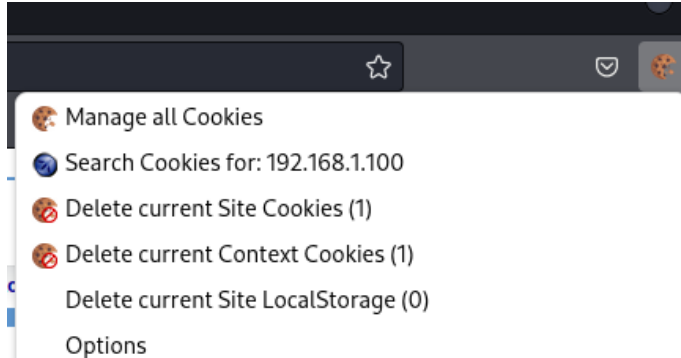 Manage all Cookies
Search Cookies for: 192.168.1.100
Delete current Site Cookies (1)
Delete current Context Cookies (1)
Delete current Site LocalStorage (0)
Options